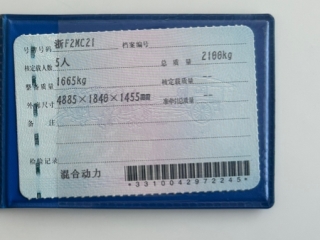 号牌号码 浙F2MC21 档案编号
核定载人数 5人 总质量 2100kg
整备质量 1665kg 核定载质量 --
外廓尺寸 4885×1840×1455mm 准牵引总质量 --
备注
检验记录
混合动力
*3310042972245*